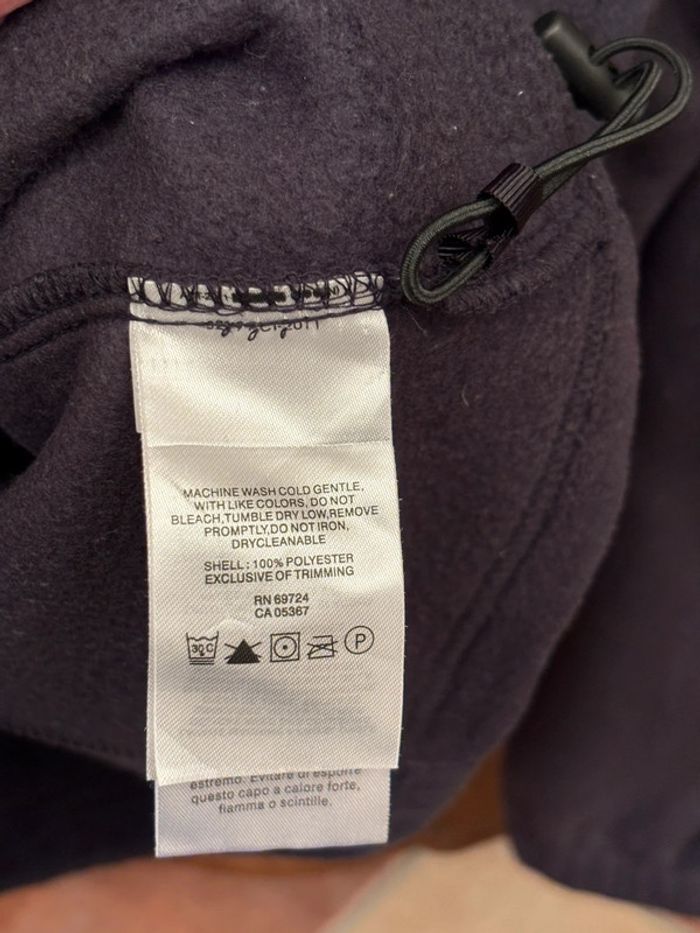 MACHINE WASH COLD GENTLE,
WITH LIKE COLORS, DO NOT
BLEACH,TUMBLE DRY LOW,REMOVE
PROMPTLY,DO NOT IRON,
DRYCLEANABLE
SHELL : 100% POLYESTER
EXCLUSIVE OF TRIMMING
RN 69724
CA 05367
30 C
P
estremo. Evitare di esporre
questo capo a calore forte,
fiamma o scintille.